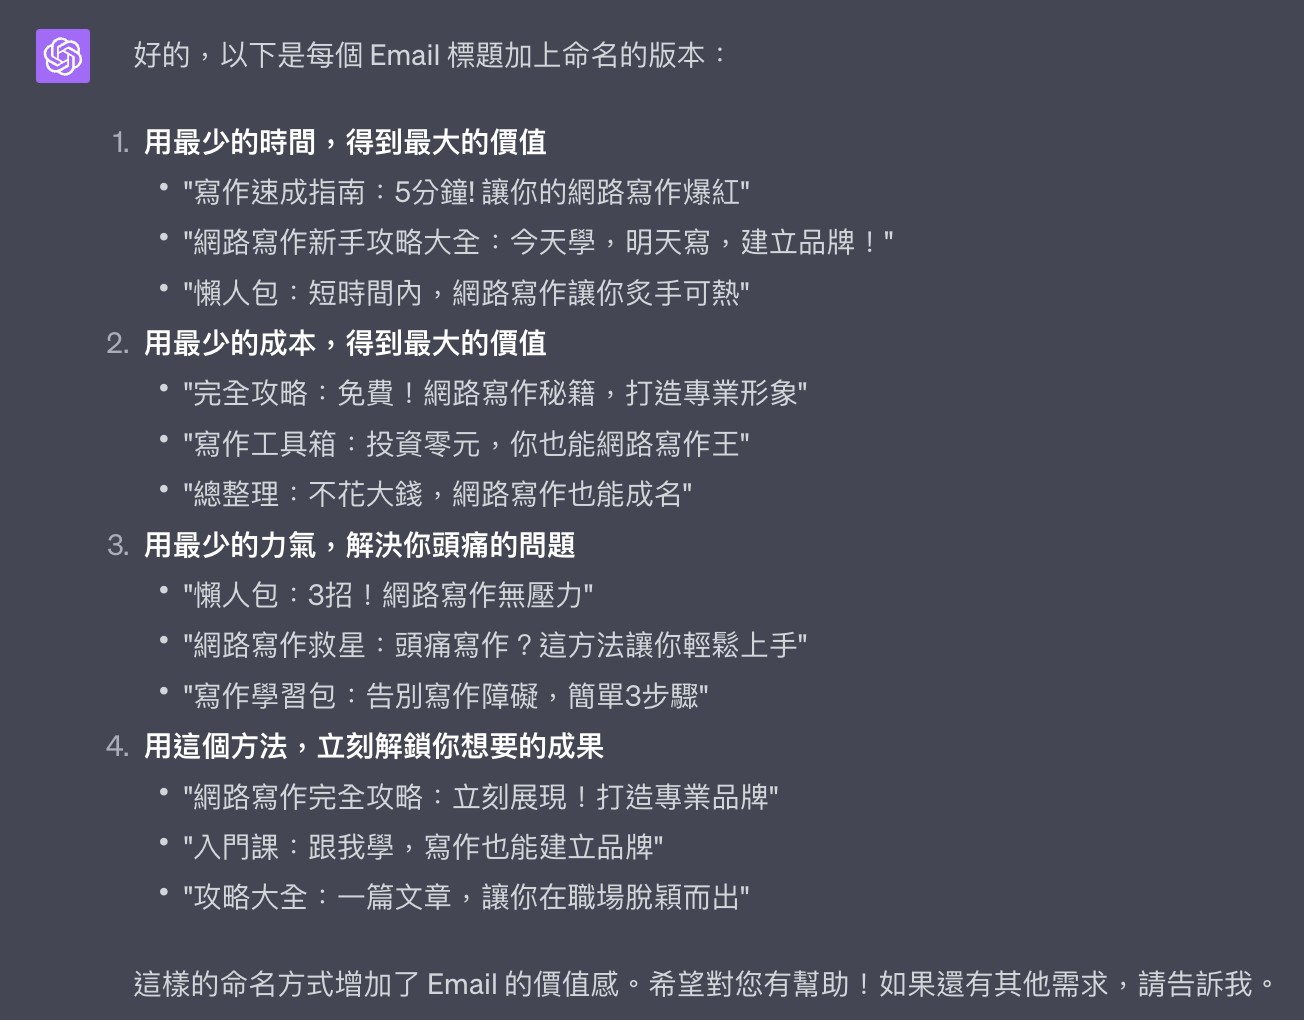 好的，以下是每個 Email 標題加上命名的版本：
1. 用最少的時間，得到最大的價值
• "寫作速成指南：5分鐘! 讓你的網路寫作爆紅"
• "網路寫作新手攻略大全：今天學，明天寫，建立品牌！"
• "懶人包：短時間內，網路寫作讓你炙手可熱"
2. 用最少的成本，得到最大的價值
• "完全攻略：免費！網路寫作秘籍，打造專業形象"
• "寫作工具箱：投資零元，你也能網路寫作王"
• "總整理：不花大錢，網路寫作也能成名"
3. 用最少的力氣，解決你頭痛的問題
• "懶人包：3招！網路寫作無壓力"
• "網路寫作救星：頭痛寫作？這方法讓你輕鬆上手"
• "寫作學習包：告別寫作障礙，簡單3步驟"
4. 用這個方法，立刻解鎖你想要的成果
• "網路寫作完全攻略：立刻展現！打造專業品牌"
• "入門課：跟我學，寫作也能建立品牌"
• "攻略大全：一篇文章，讓你在職場脫穎而出"
這樣的命名方式增加了 Email 的價值感。希望對您有幫助！如果還有其他需求，請告訴我。